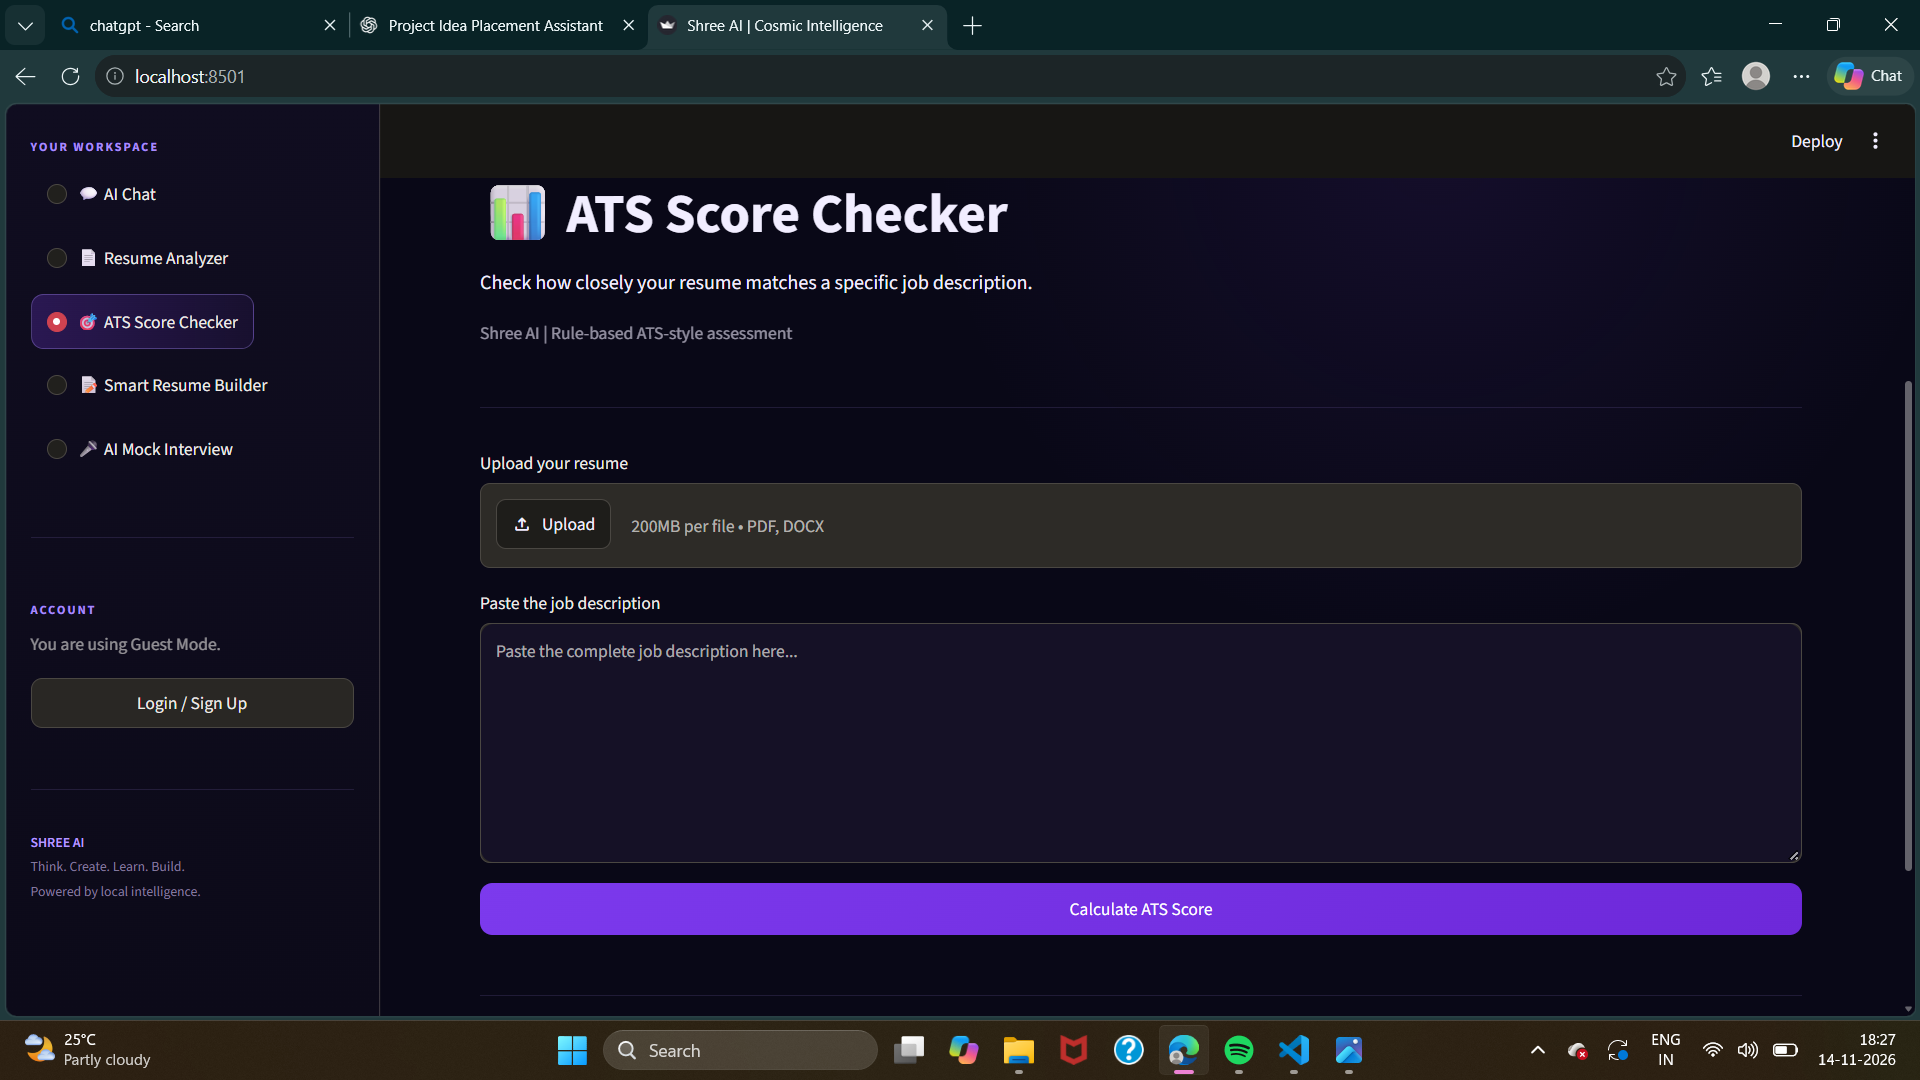 chatgpt - Search
Project Idea Placement Assistant
Shree AI | Cosmic Intelligence
localhost:8501
Chat
YOUR WORKSPACE
AI Chat
Resume Analyzer
ATS Score Checker
Smart Resume Builder
AI Mock Interview
ACCOUNT
You are using Guest Mode.
Login / Sign Up
SHREE AI
Think. Create. Learn. Build.
Powered by local intelligence.
Deploy
ATS Score Checker
Check how closely your resume matches a specific job description.
Shree AI | Rule-based ATS-style assessment
Upload your resume
Upload
200MB per file • PDF, DOCX
Paste the job description
Paste the complete job description here...
Calculate ATS Score
25°C
Partly cloudy
Search
ENG
IN
18:27
14-11-2026